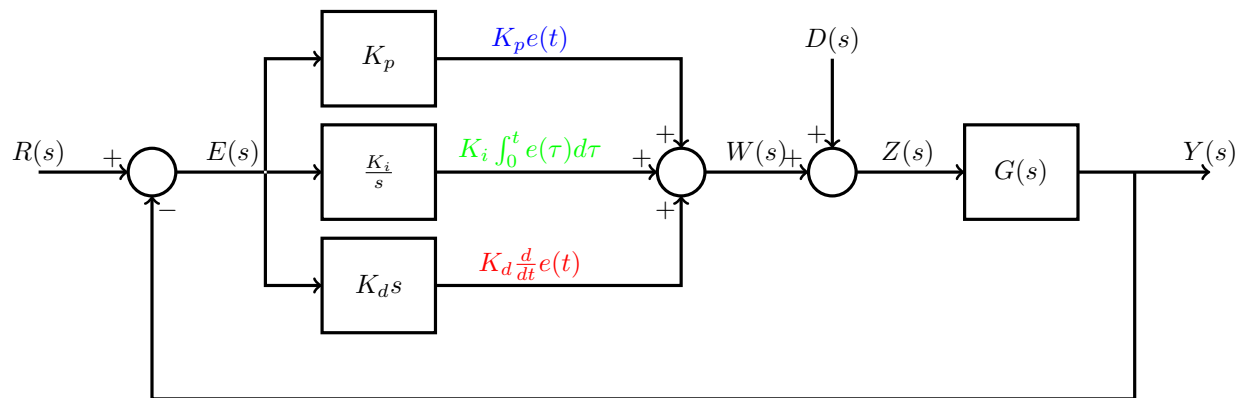 K_p e(t)
D(s)
K_p
R(s)
+
E(s)
K_i/s
K_i ∫_0^t e(τ)dτ
+
+
+
W(s)
+
+
Z(s)
G(s)
Y(s)
−
K_d s
K_d d/dt e(t)